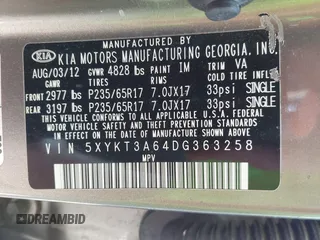 MANUFACTURED BY
KIA KIA MOTORS MANUFACTURING GEORGIA, INC.
AUG/03/12 GVWR 4828 lbs PAINT IM TRIM VA
GAWR TIRE RIM COLD TIRE INFL
FRONT 2977 lbs P235/65R17 7.0JX17 33psi SINGLE
REAR 3197 lbs P235/65R17 7.0JX17 33psi SINGLE
THIS VEHICLE CONFORMS TO ALL APPLICABLE U.S.A. FEDERAL
MOTOR VEHICLE SAFETY AND THEFT PREVENTION STANDARDS
IN EFFECT ON THE DATE OF MANUFACTURE SHOWN ABOVE.
VIN 5XYKT3A64DG363258
MPV
DREAMBID